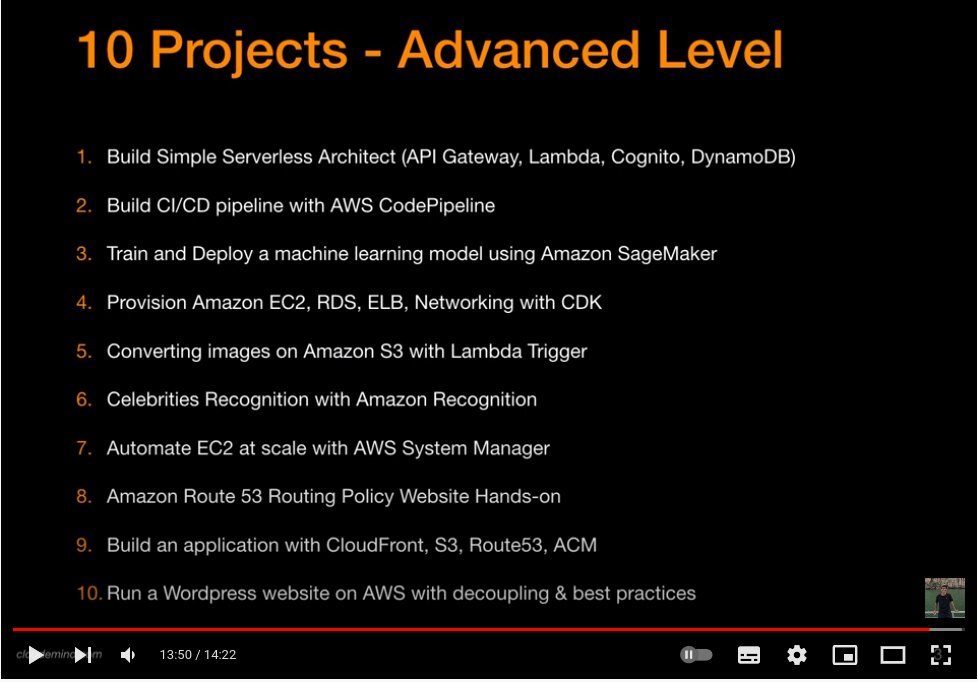 10 Projects - Advanced Level
1. Build Simple Serverless Architect (API Gateway, Lambda, Cognito, DynamoDB)
2. Build CI/CD pipeline with AWS CodePipeline
3. Train and Deploy a machine learning model using Amazon SageMaker
4. Provision Amazon EC2, RDS, ELB, Networking with CDK
5. Converting images on Amazon S3 with Lambda Trigger
6. Celebrities Recognition with Amazon Recognition
7. Automate EC2 at scale with AWS System Manager
8. Amazon Route 53 Routing Policy Website Hands-on
9. Build an application with CloudFront, S3, Route53, ACM
10. Run a Wordpress website on AWS with decoupling & best practices
13:50 / 14:22